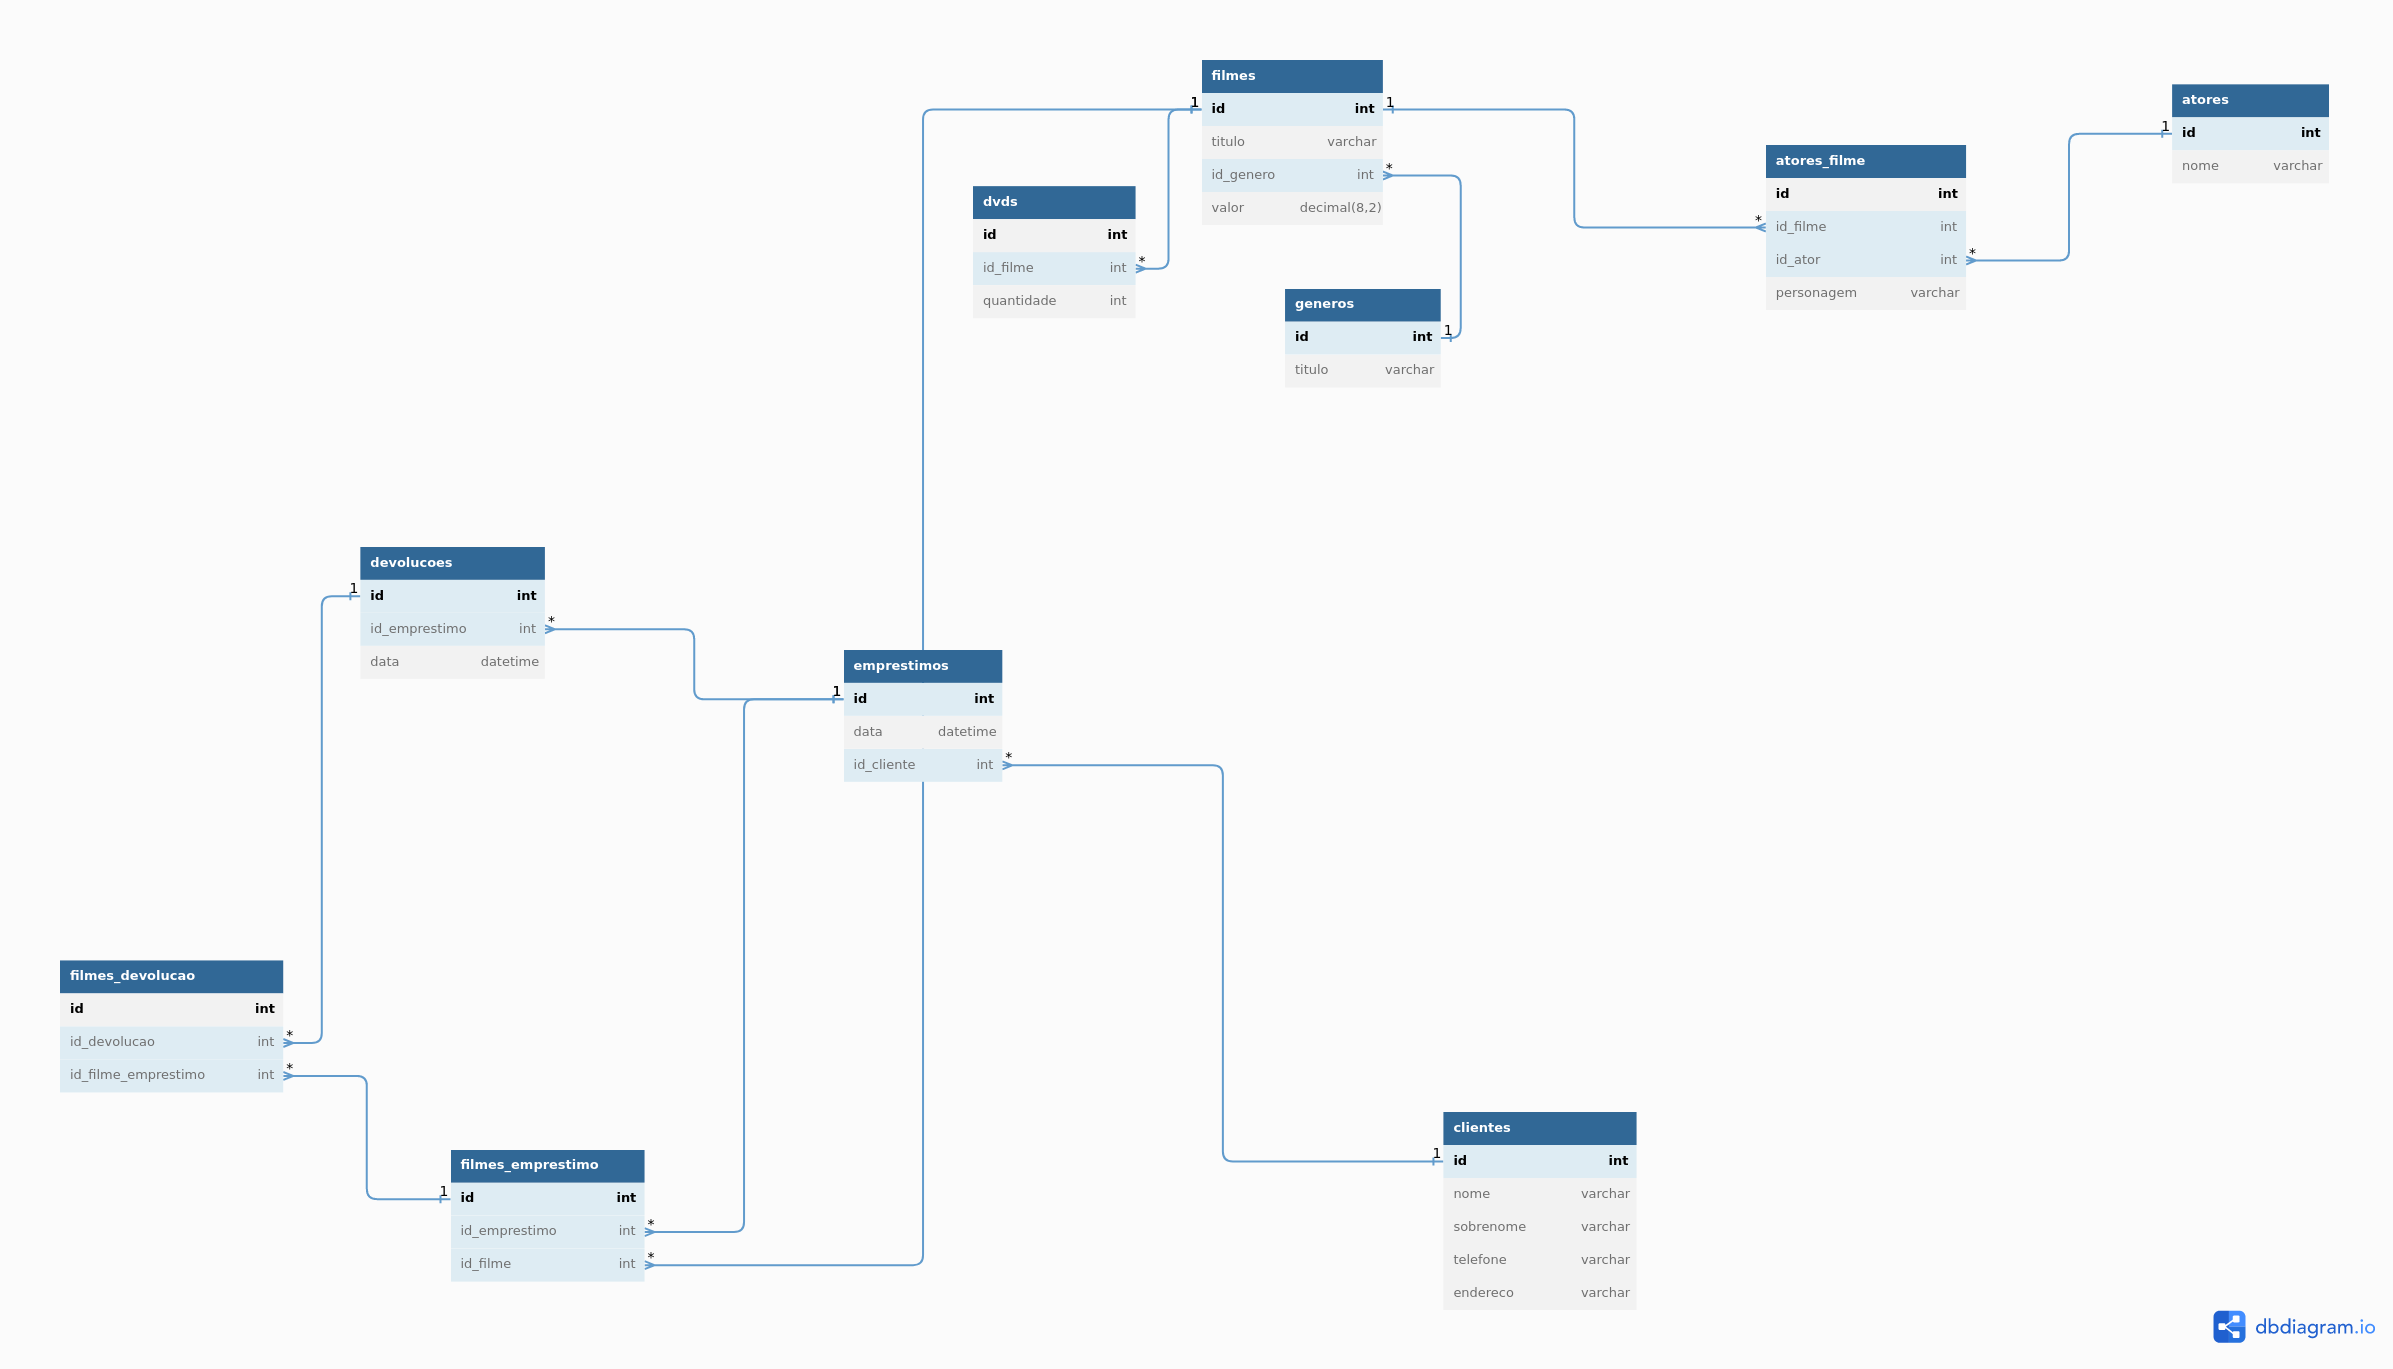 filmes
1 id int 1
titulo varchar
id_genero int *
valor decimal(8,2)
atores
1 id int
nome varchar
atores_filme
id int
* id_filme int
id_ator int *
personagem varchar
dvds
id int
id_filme int *
quantidade int
generos
id int 1
titulo varchar
devolucoes
1 id int
id_emprestimo int *
data datetime
emprestimos
1 id int
data datetime
id_cliente int *
filmes_devolucao
id int
id_devolucao int *
id_filme_emprestimo int *
filmes_emprestimo
1 id int
id_emprestimo int *
id_filme int *
clientes
1 id int
nome varchar
sobrenome varchar
telefone varchar
endereco varchar
dbdiagram.io